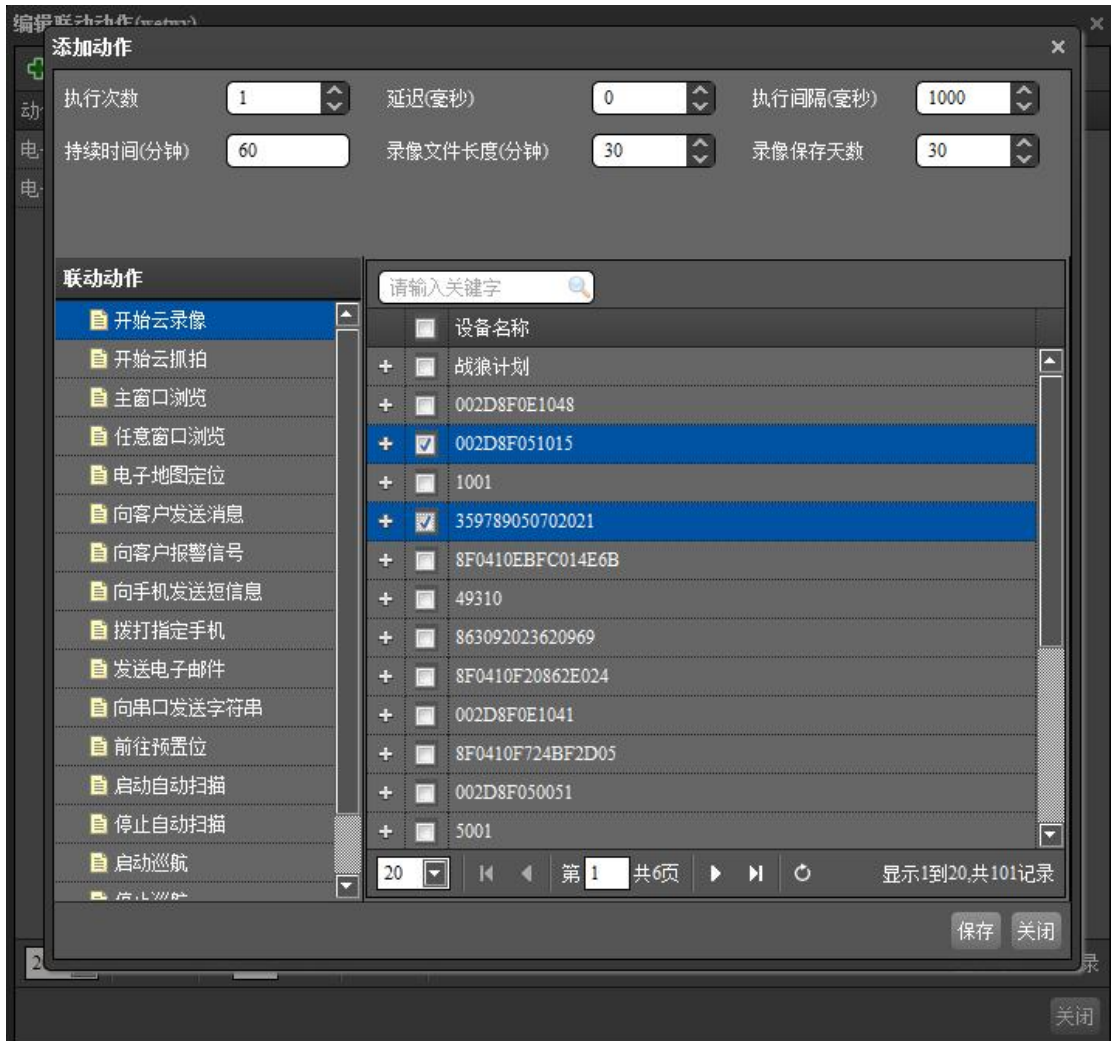 编辑联动动作(wetwy)
添加动作
执行次数 1 延迟(毫秒) 0 执行间隔(毫秒) 1000
持续时间(分钟) 60 录像文件长度(分钟) 30 录像保存天数 30
联动动作
开始云录像
开始云抓拍
主窗口浏览
任意窗口浏览
电子地图定位
向客户发送消息
向客户报警信号
向手机发送短信息
拨打指定手机
发送电子邮件
向串口发送字符串
前往预置位
启动自动扫描
停止自动扫描
启动巡航
请输入关键字
设备名称
战狼计划
002D8F0E1048
002D8F051015
1001
359789050702021
8F0410EBFC014E6B
49310
863092023620969
8F0410F20862E024
002D8F0E1041
8F0410F724BF2D05
002D8F050051
5001
20 第 1 共6页 显示1到20,共101记录
保存 关闭
录
关闭